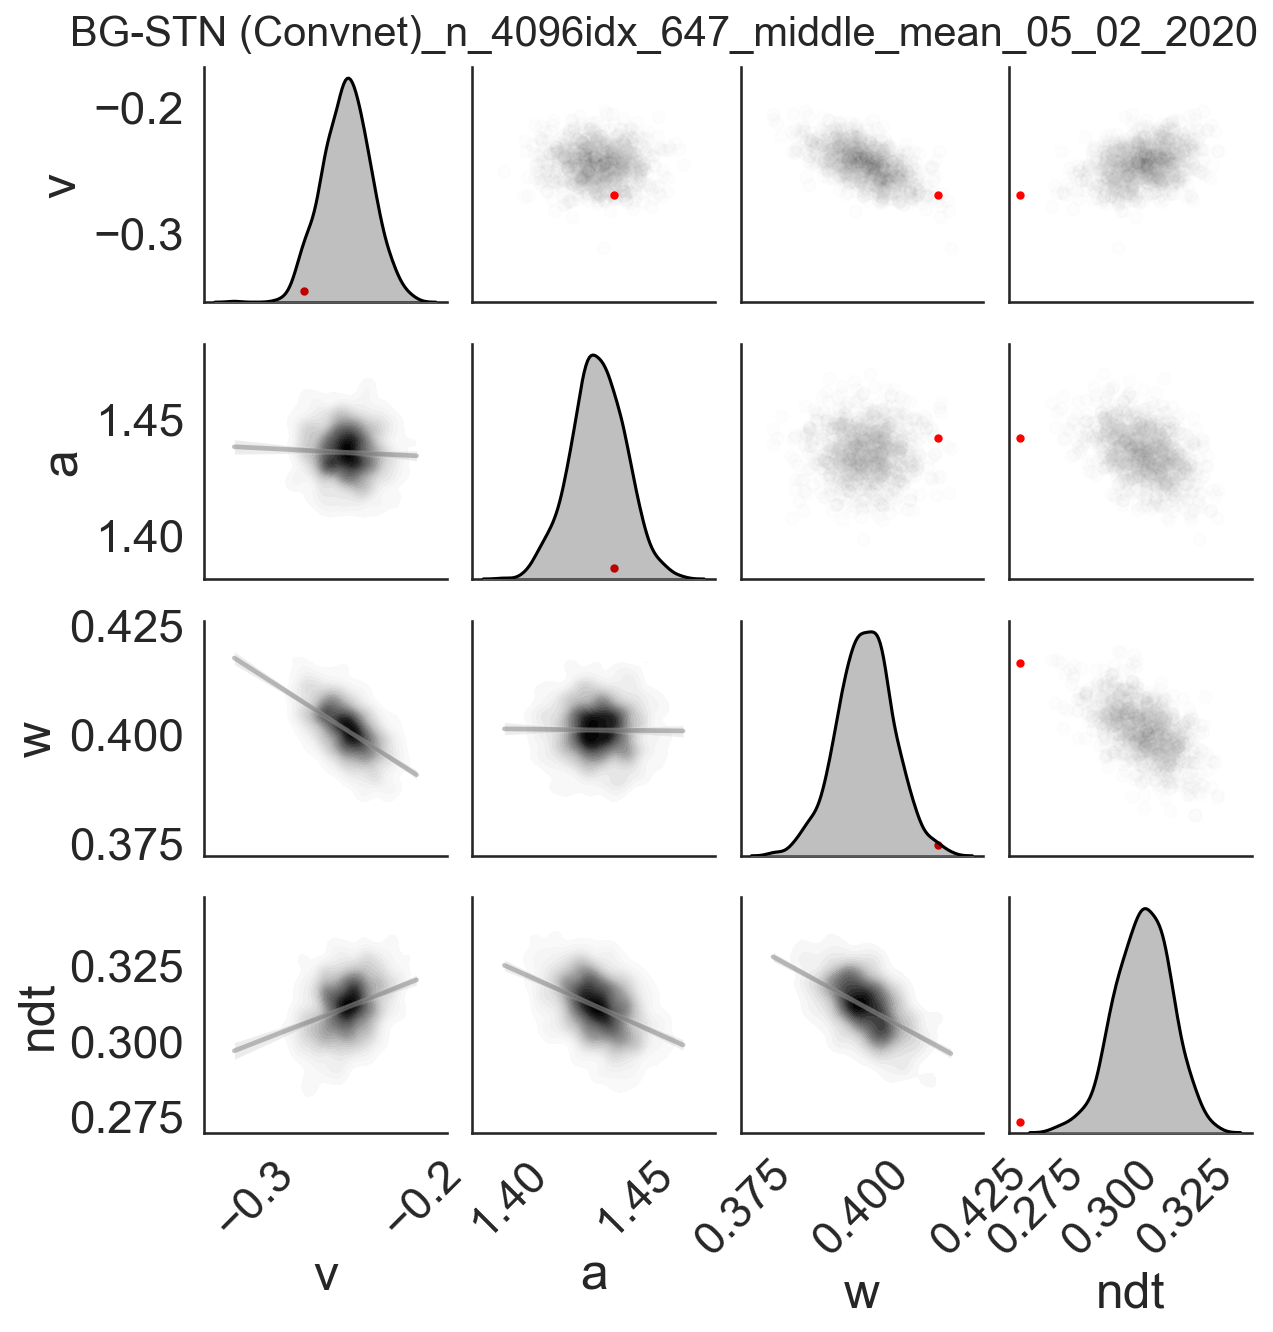 BG-STN (Convnet)_n_4096idx_647_middle_mean_05_02_2020
−0.2
v
−0.3
1.45
a
1.40
0.425
w
0.400
0.375
0.325
ndt
0.300
0.275
−0.3 −0.2 1.40 1.45 0.375 0.400 0.425 0.275 0.300 0.325
v a w ndt